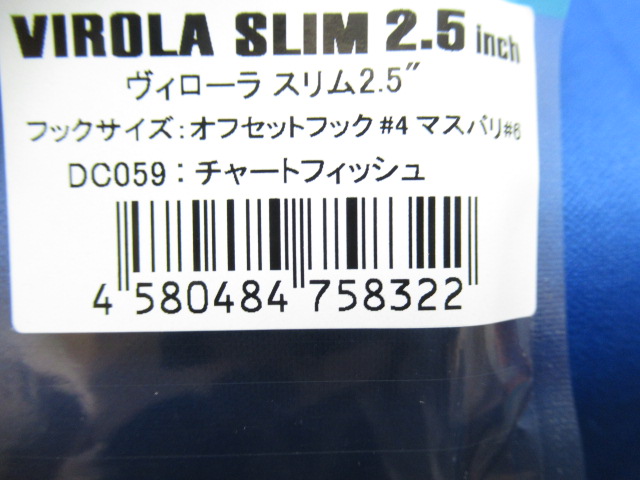 VIROLA SLIM 2.5 inch
ヴィローラ スリム2.5"
フックサイズ:オフセットフック #4 マスバリ#6
DC059:チャートフィッシュ
4 580484 758322